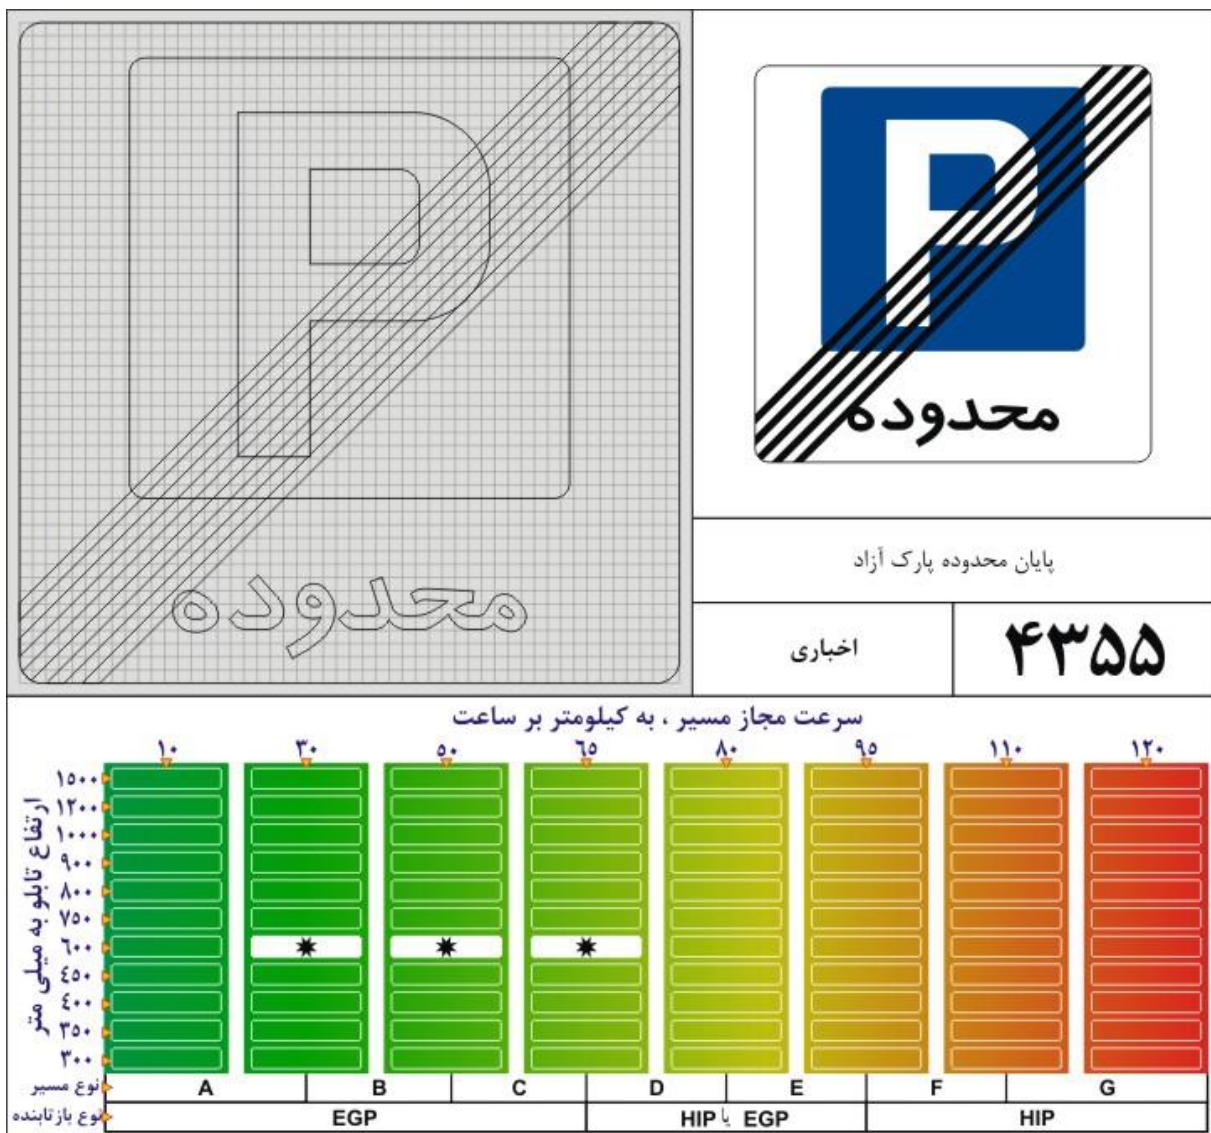 محدوده
محدوده
پایان محدوده پارک آزاد
۴۳۵۵
اخباری
سرعت مجاز مسیر ، به کیلومتر بر ساعت
۱۰ ۳۰ ۵۰ ۶۵ ۸۰ ۹۵ ۱۱۰ ۱۲۰
ارتفاع تابلو به میلی متر
۱۵۰۰
۱۲۰۰
۱۰۰۰
۹۰۰
۸۰۰
۷۵۰
۶۰۰
۴۵۰
۴۰۰
۳۵۰
۳۰۰
نوع مسیر A B C D E F G
نوع بازتابنده EGP HIP یا EGP HIP